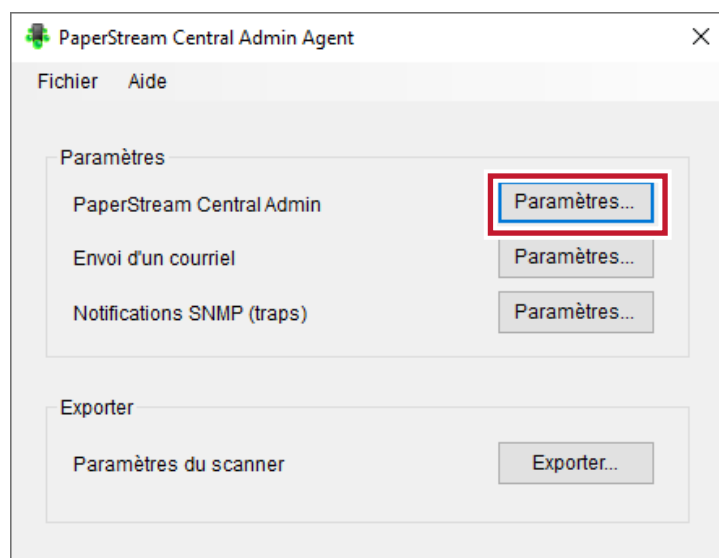 PaperStream Central Admin Agent
Fichier Aide
Paramètres
PaperStream Central Admin Paramètres...
Envoi d'un courriel Paramètres...
Notifications SNMP (traps) Paramètres...
Exporter
Paramètres du scanner Exporter...